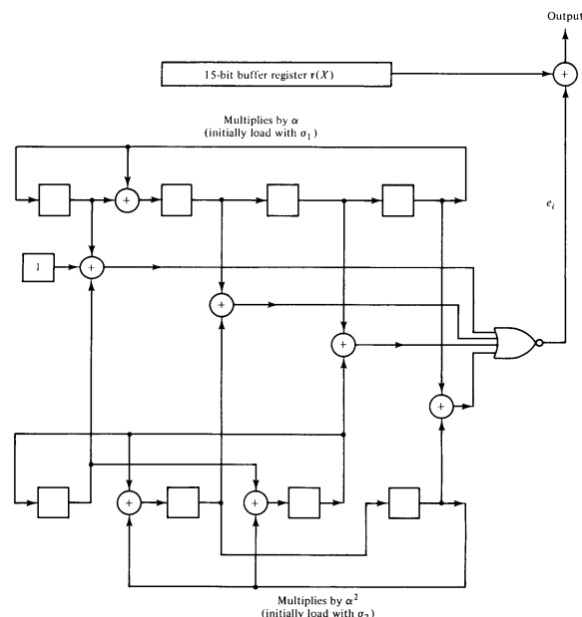 Output
15-bit buffer register r(X)
+
Multiplies by α
(initially load with σ₁)
+
eᵢ
1
+
+
+
+
+
+
Multiplies by α²
(initially load with σ₂)